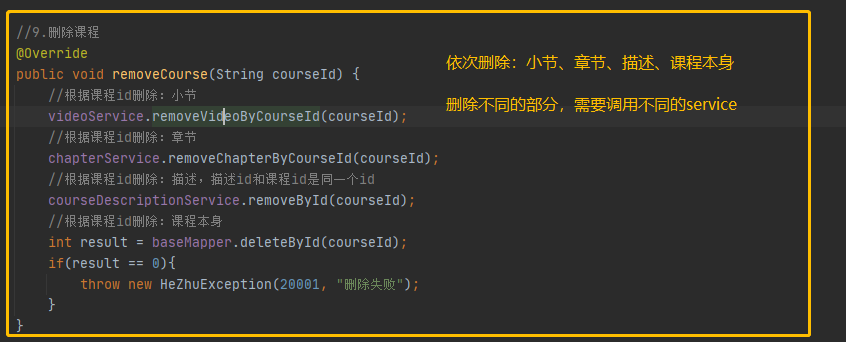 //9.删除课程
@Override
public void removeCourse(String courseId) {
依次删除：小节、章节、描述、课程本身
//根据课程id删除：小节
删除不同的部分，需要调用不同的service
videoService.removeVideoByCourseId(courseId);
//根据课程id删除：章节
chapterService.removeChapterByCourseId(courseId);
//根据课程id删除：描述，描述id和课程id是同一个id
courseDescriptionService.removeById(courseId);
//根据课程id删除：课程本身
int result = baseMapper.deleteById(courseId);
if(result == 0){
throw new HeZhuException(20001, "删除失败");
}
}